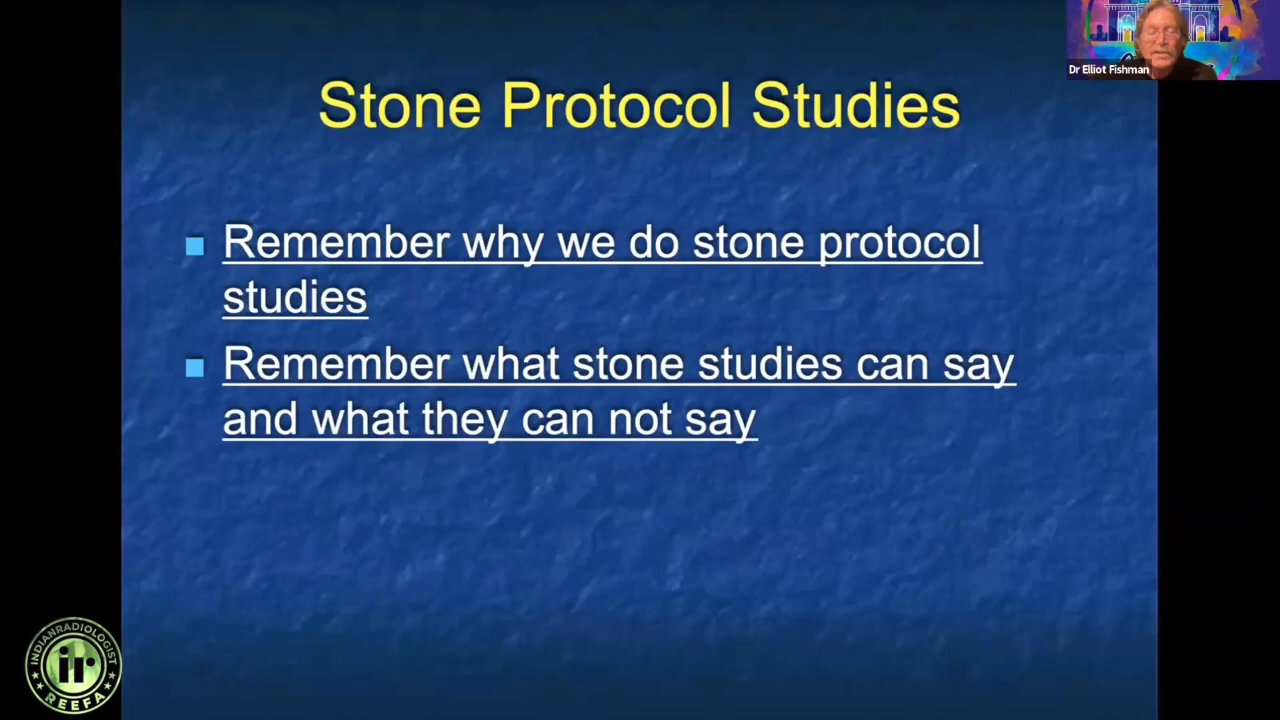 Dr Elliot Fishman
Stone Protocol Studies
Remember why we do stone protocol
studies
Remember what stone studies can say
and what they can not say
INDIANRADIOLOGIST
ir
REEFA